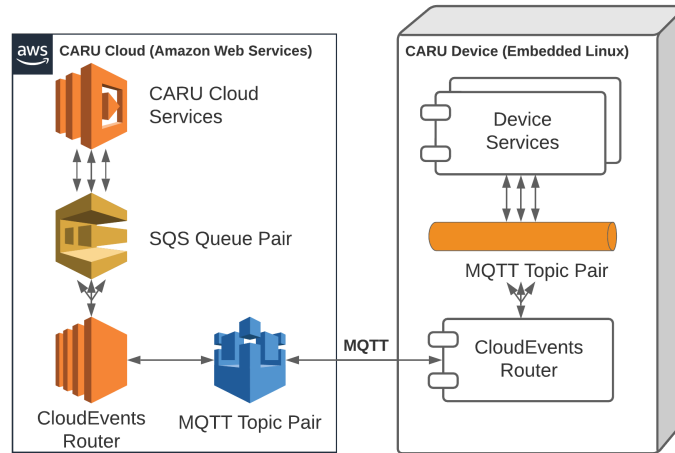 aws
CARU Cloud (Amazon Web Services)
CARU Cloud
Services
SQS Queue Pair
CloudEvents
Router
MQTT Topic Pair
MQTT
CARU Device (Embedded Linux)
Device
Services
MQTT Topic Pair
CloudEvents
Router